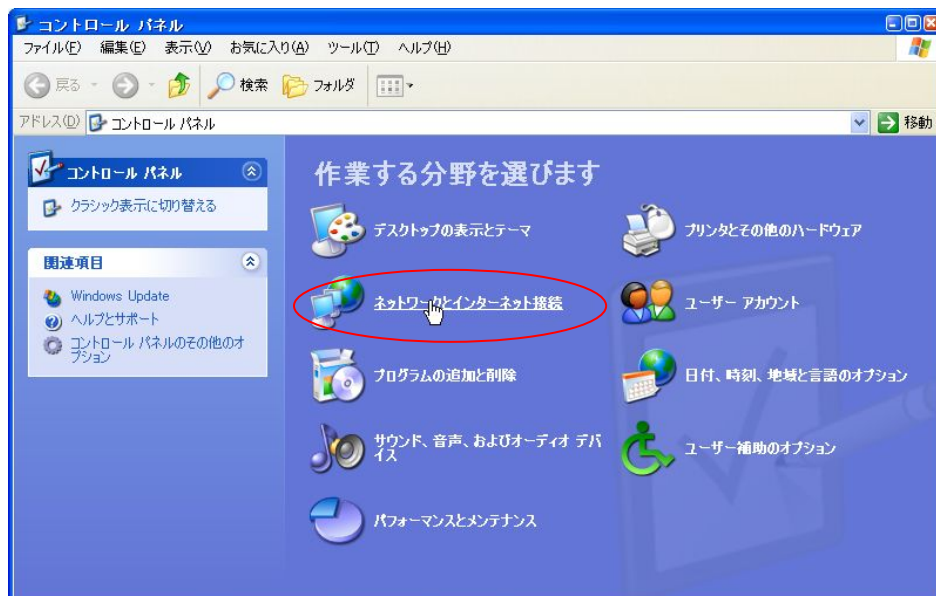 コントロール パネル
ファイル(F) 編集(E) 表示(V) お気に入り(A) ツール(T) ヘルプ(H)
戻る 検索 フォルダ
アドレス(D) コントロール パネル 移動
コントロール パネル
クラシック表示に切り替える
関連項目
Windows Update
ヘルプとサポート
コントロール パネルのその他のオ
プション
作業する分野を選びます
デスクトップの表示とテーマ
プリンタとその他のハードウェア
ネットワークとインターネット接続
ユーザー アカウント
プログラムの追加と削除
日付、時刻、地域と言語のオプション
サウンド、音声、およびオーディオ デバ
イス
ユーザー補助のオプション
パフォーマンスとメンテナンス